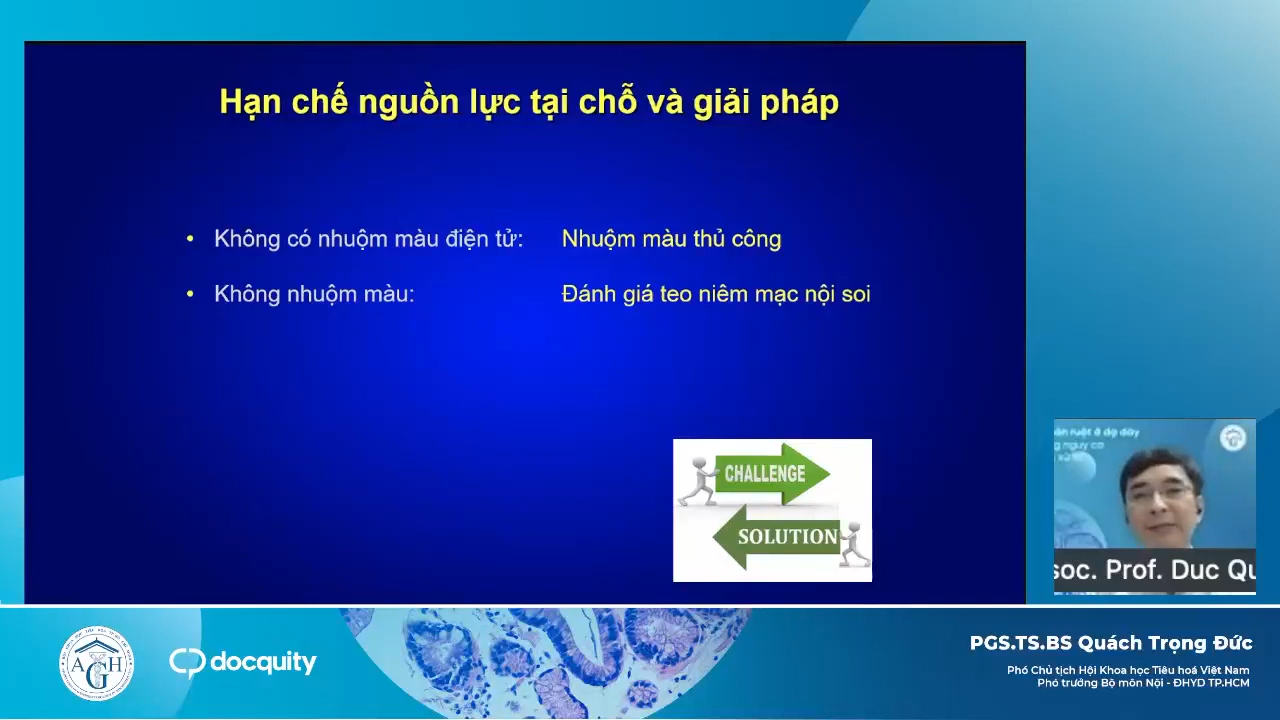 Hạn chế nguồn lực tại chỗ và giải pháp
• Không có nhuộm màu điện tử: Nhuộm màu thủ công
• Không nhuộm màu: Đánh giá teo niêm mạc nội soi
CHALLENGE
SOLUTION
soc. Prof. Duc Qu
AGH
docquity
PGS.TS.BS Quách Trọng Đức
Phó Chủ tịch Hội Khoa học Tiêu hoá Việt Nam
Phó trưởng Bộ môn Nội - ĐHYD TP.HCM